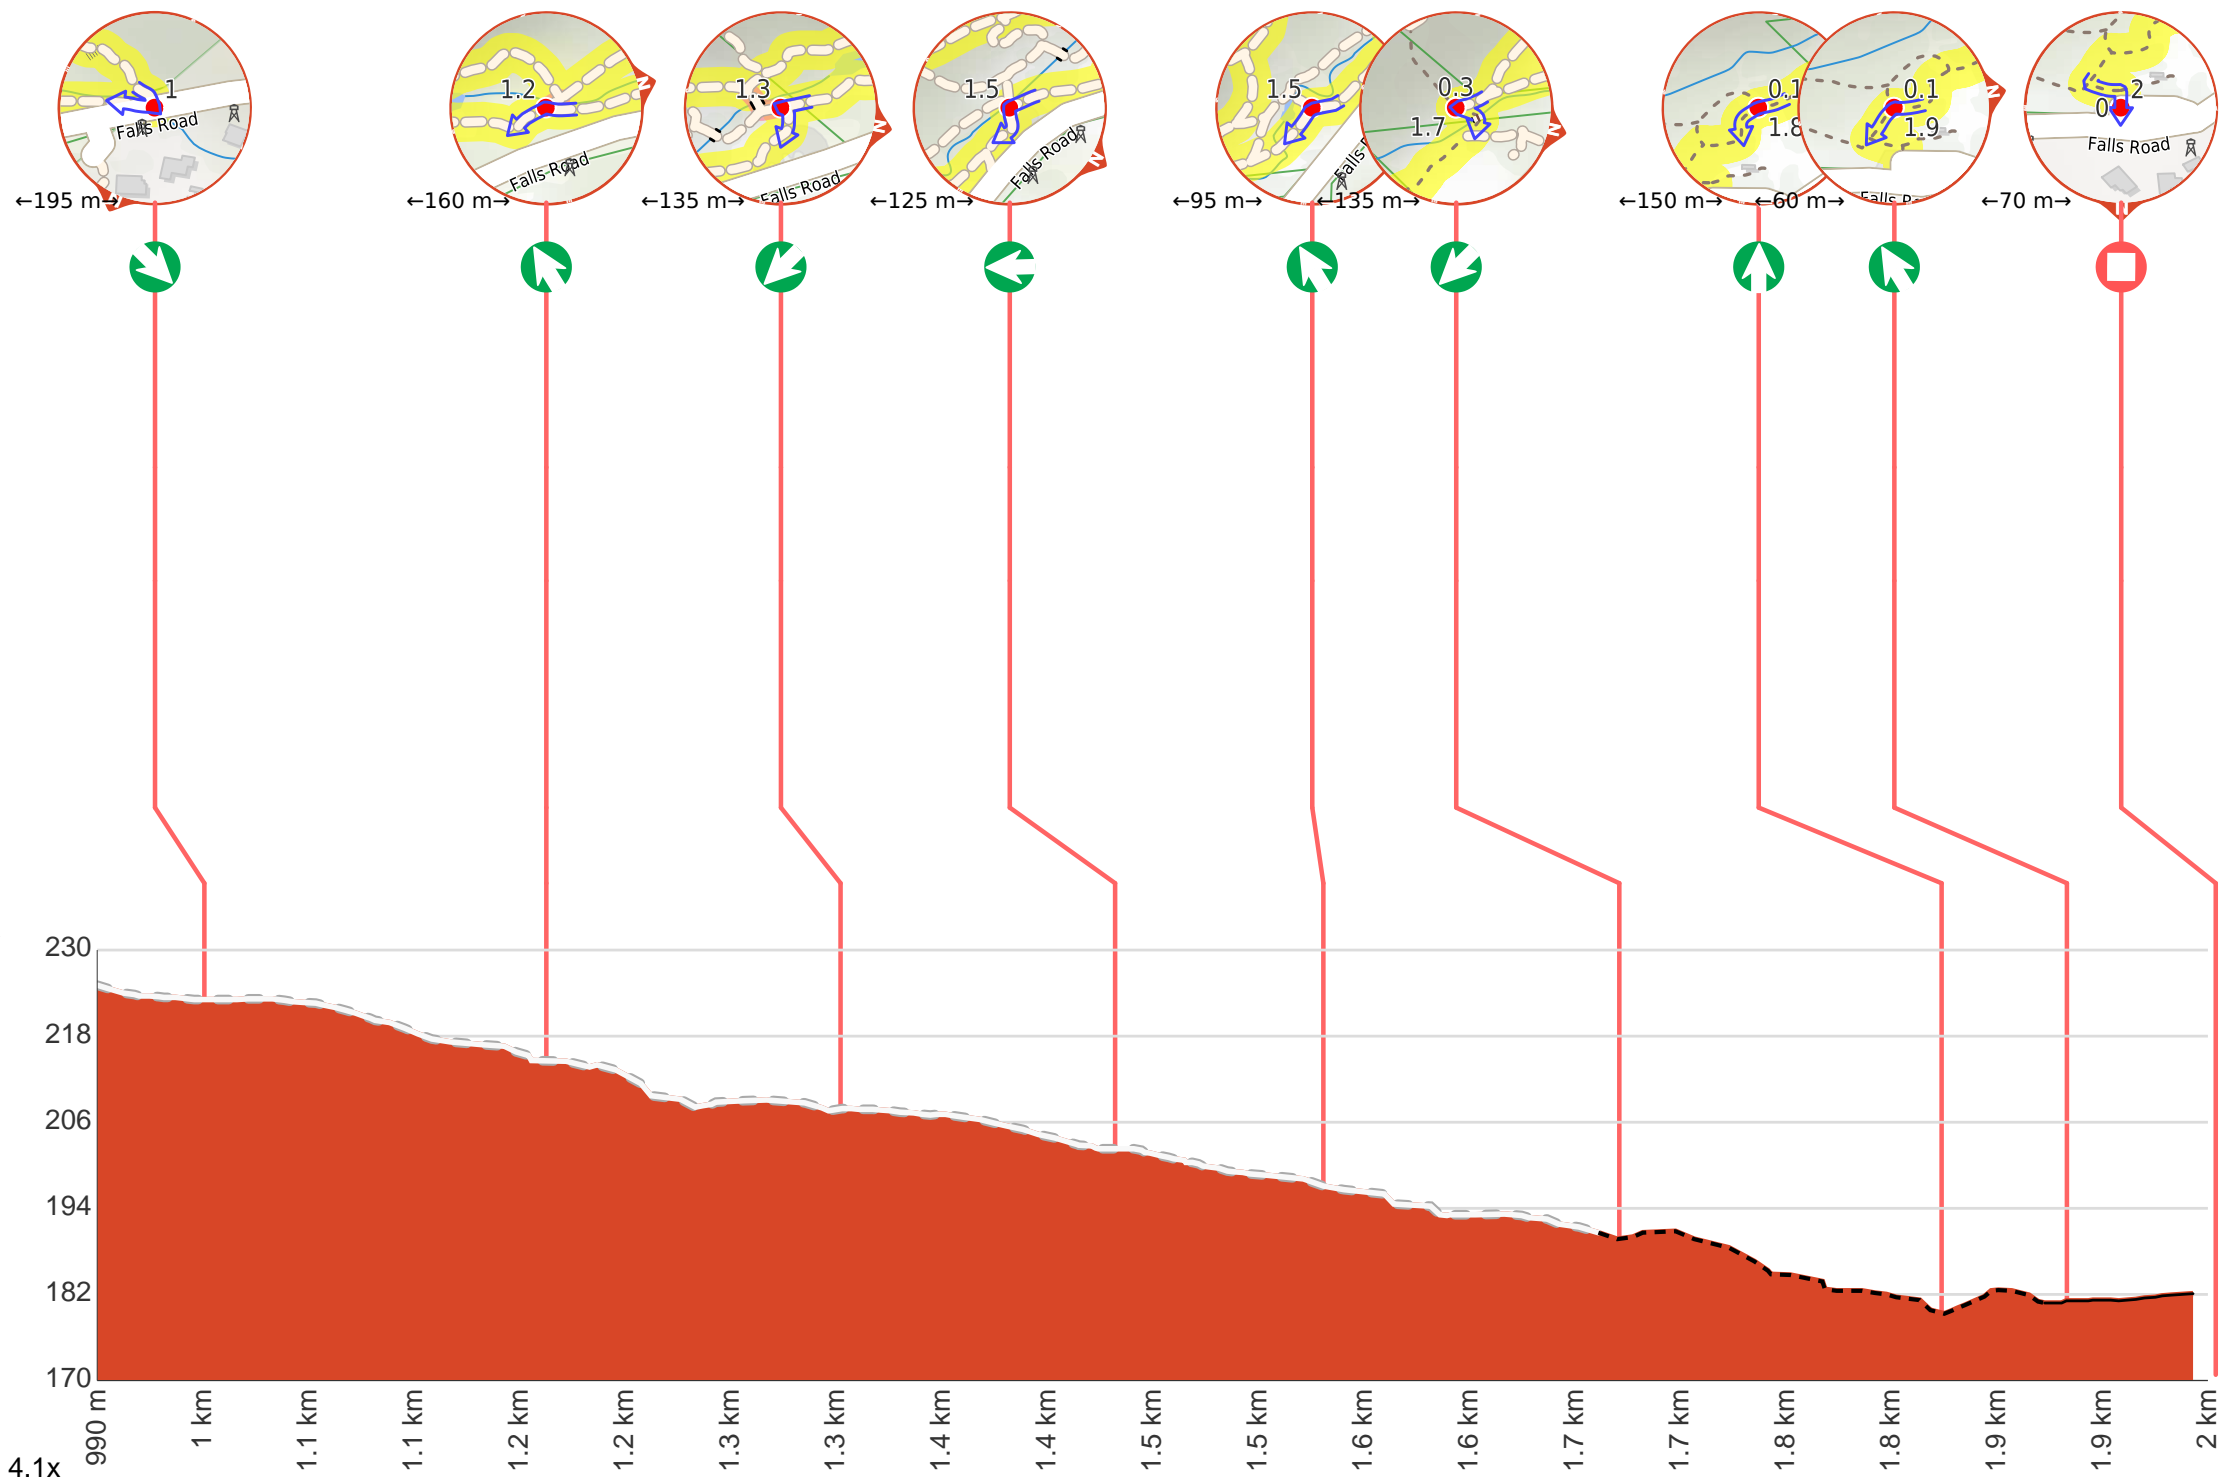 1
Falls Road
1.2
Falls Road
N
1.3
Falls Road
N
1.5
Falls Road
N
1.5
Falls
0.3
1.7
N
0.1
1.8
0.1
1.9
N
2
0
Falls Road
←195 m→
←160 m→
←135 m→
←125 m→
←95 m→
←135 m→
←150 m→
←60 m→
←70 m→
230
218
206
194
182
170
990 m
1 km
1.1 km
1.1 km
1.2 km
1.2 km
1.3 km
1.3 km
1.4 km
1.4 km
1.5 km
1.5 km
1.6 km
1.6 km
1.7 km
1.7 km
1.8 km
1.8 km
1.9 km
1.9 km
2 km
4.1x